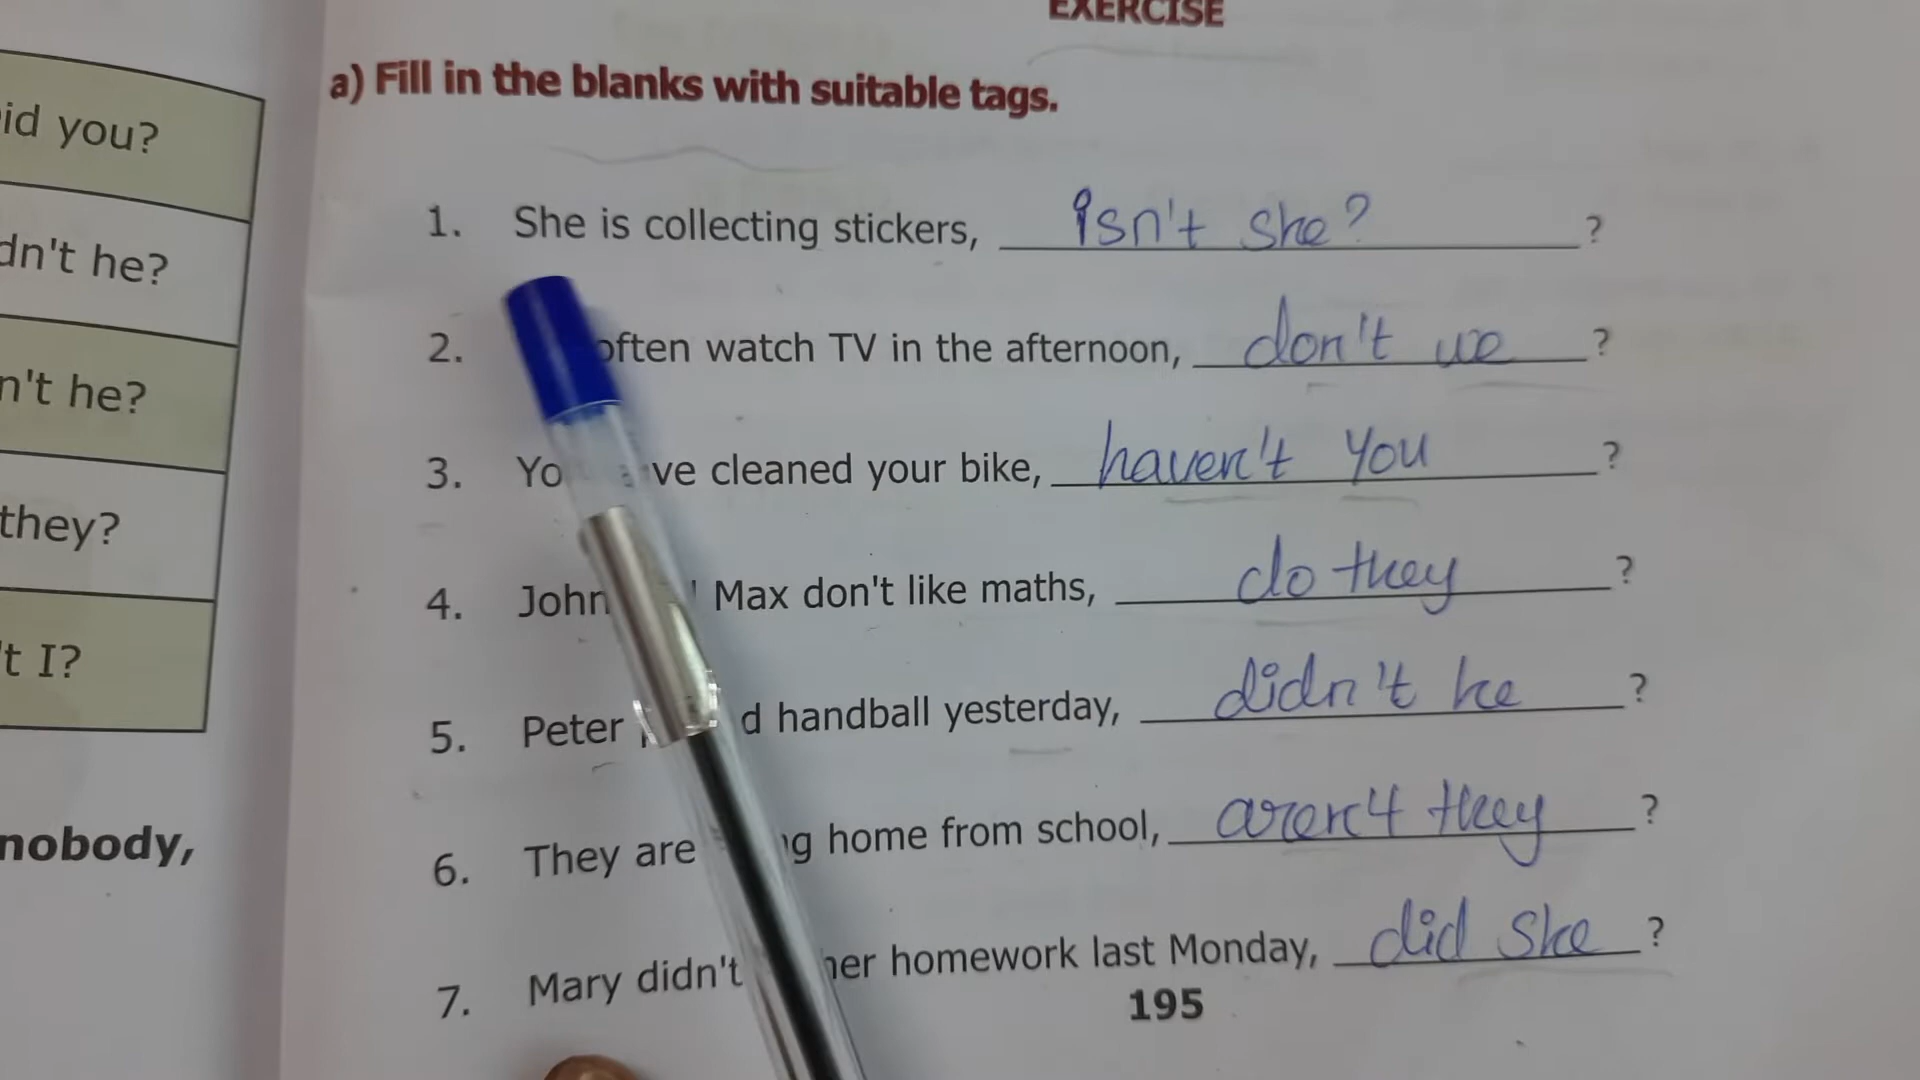 EXERCISE
a) Fill in the blanks with suitable tags.
id you?
dn't he?
n't he?
they?
't I?
nobody,
1. She is collecting stickers, isn't she? ?
2. often watch TV in the afternoon, don't we ?
3. Yo ve cleaned your bike, haven't you ?
4. John Max don't like maths, do they ?
5. Peter d handball yesterday, didn't he ?
6. They are g home from school, aren't they ?
7. Mary didn't her homework last Monday, did she ?
195